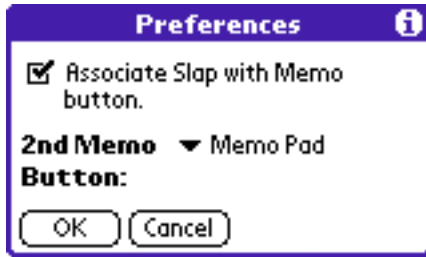 Preferences i
Associate Slap with Memo
button.
2nd Memo Memo Pad
Button:
OK Cancel